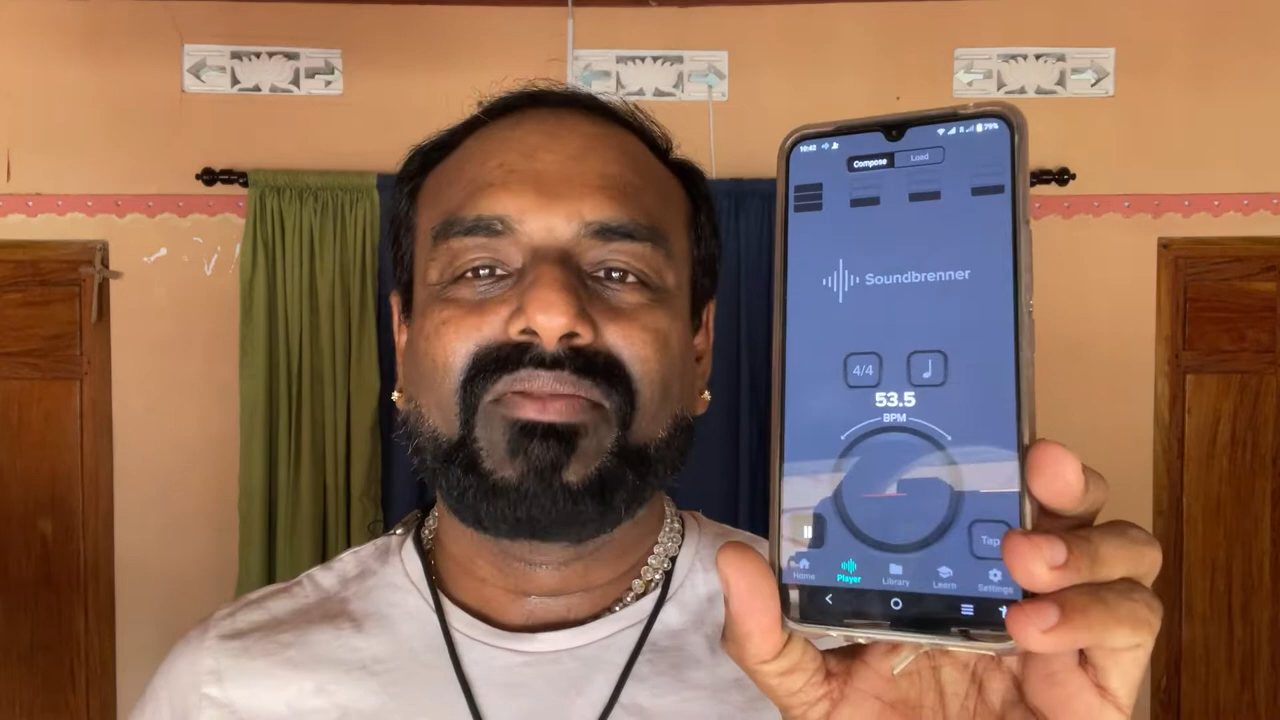 10:42
79%
Compose Load
Soundbrenner
4/4
53.5
BPM
Tap
Home Player Library Learn Settings